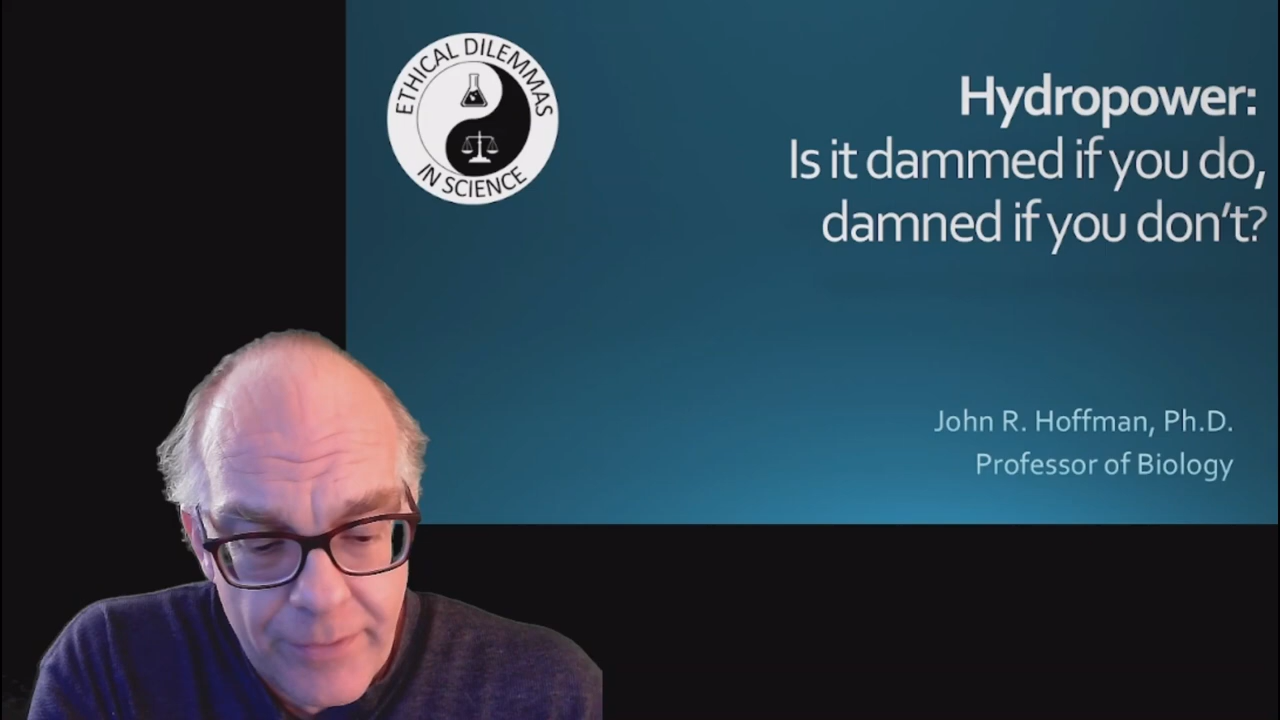 ETHICAL DILEMMAS
IN SCIENCE
Hydropower:
Is it dammed if you do,
damned if you don't?
John R. Hoffman, Ph.D.
Professor of Biology